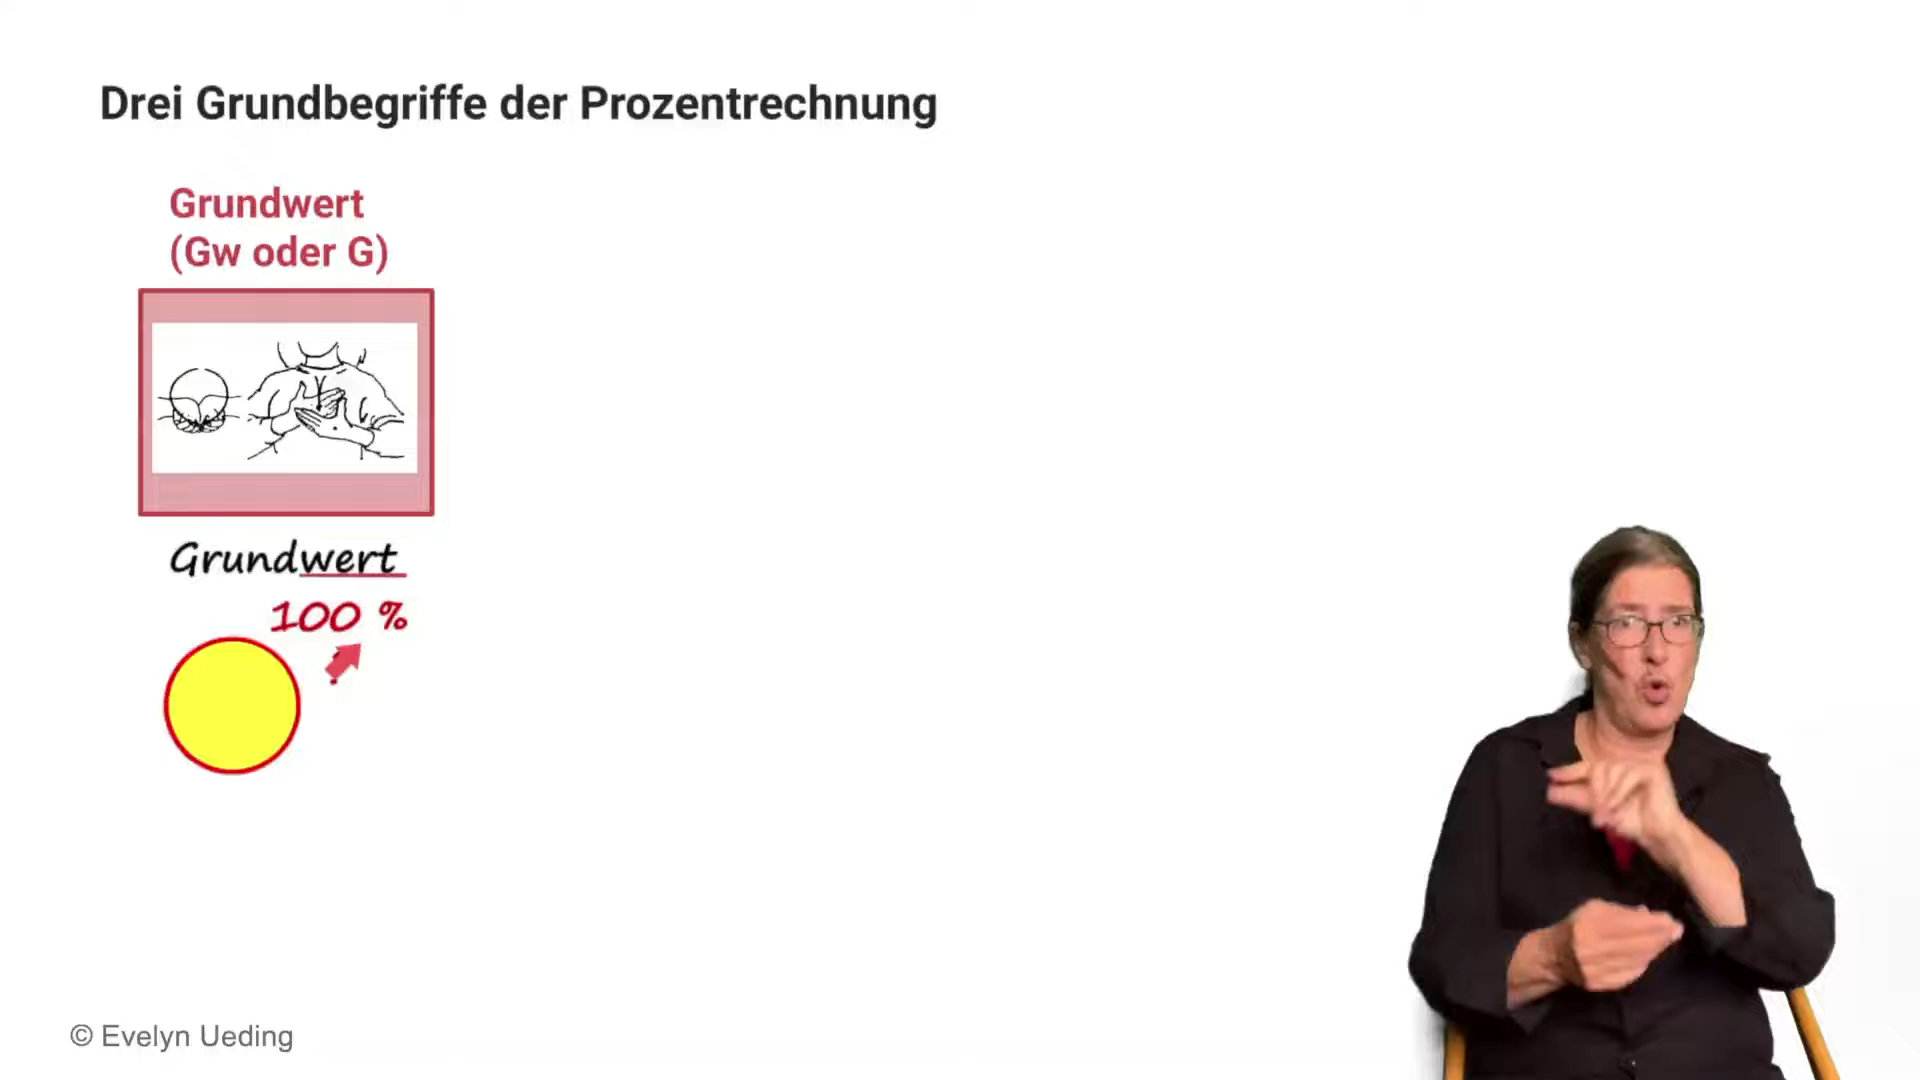 Drei Grundbegriffe der Prozentrechnung
Grundwert
(Gw oder G)
Grundwert
100 %
© Evelyn Ueding